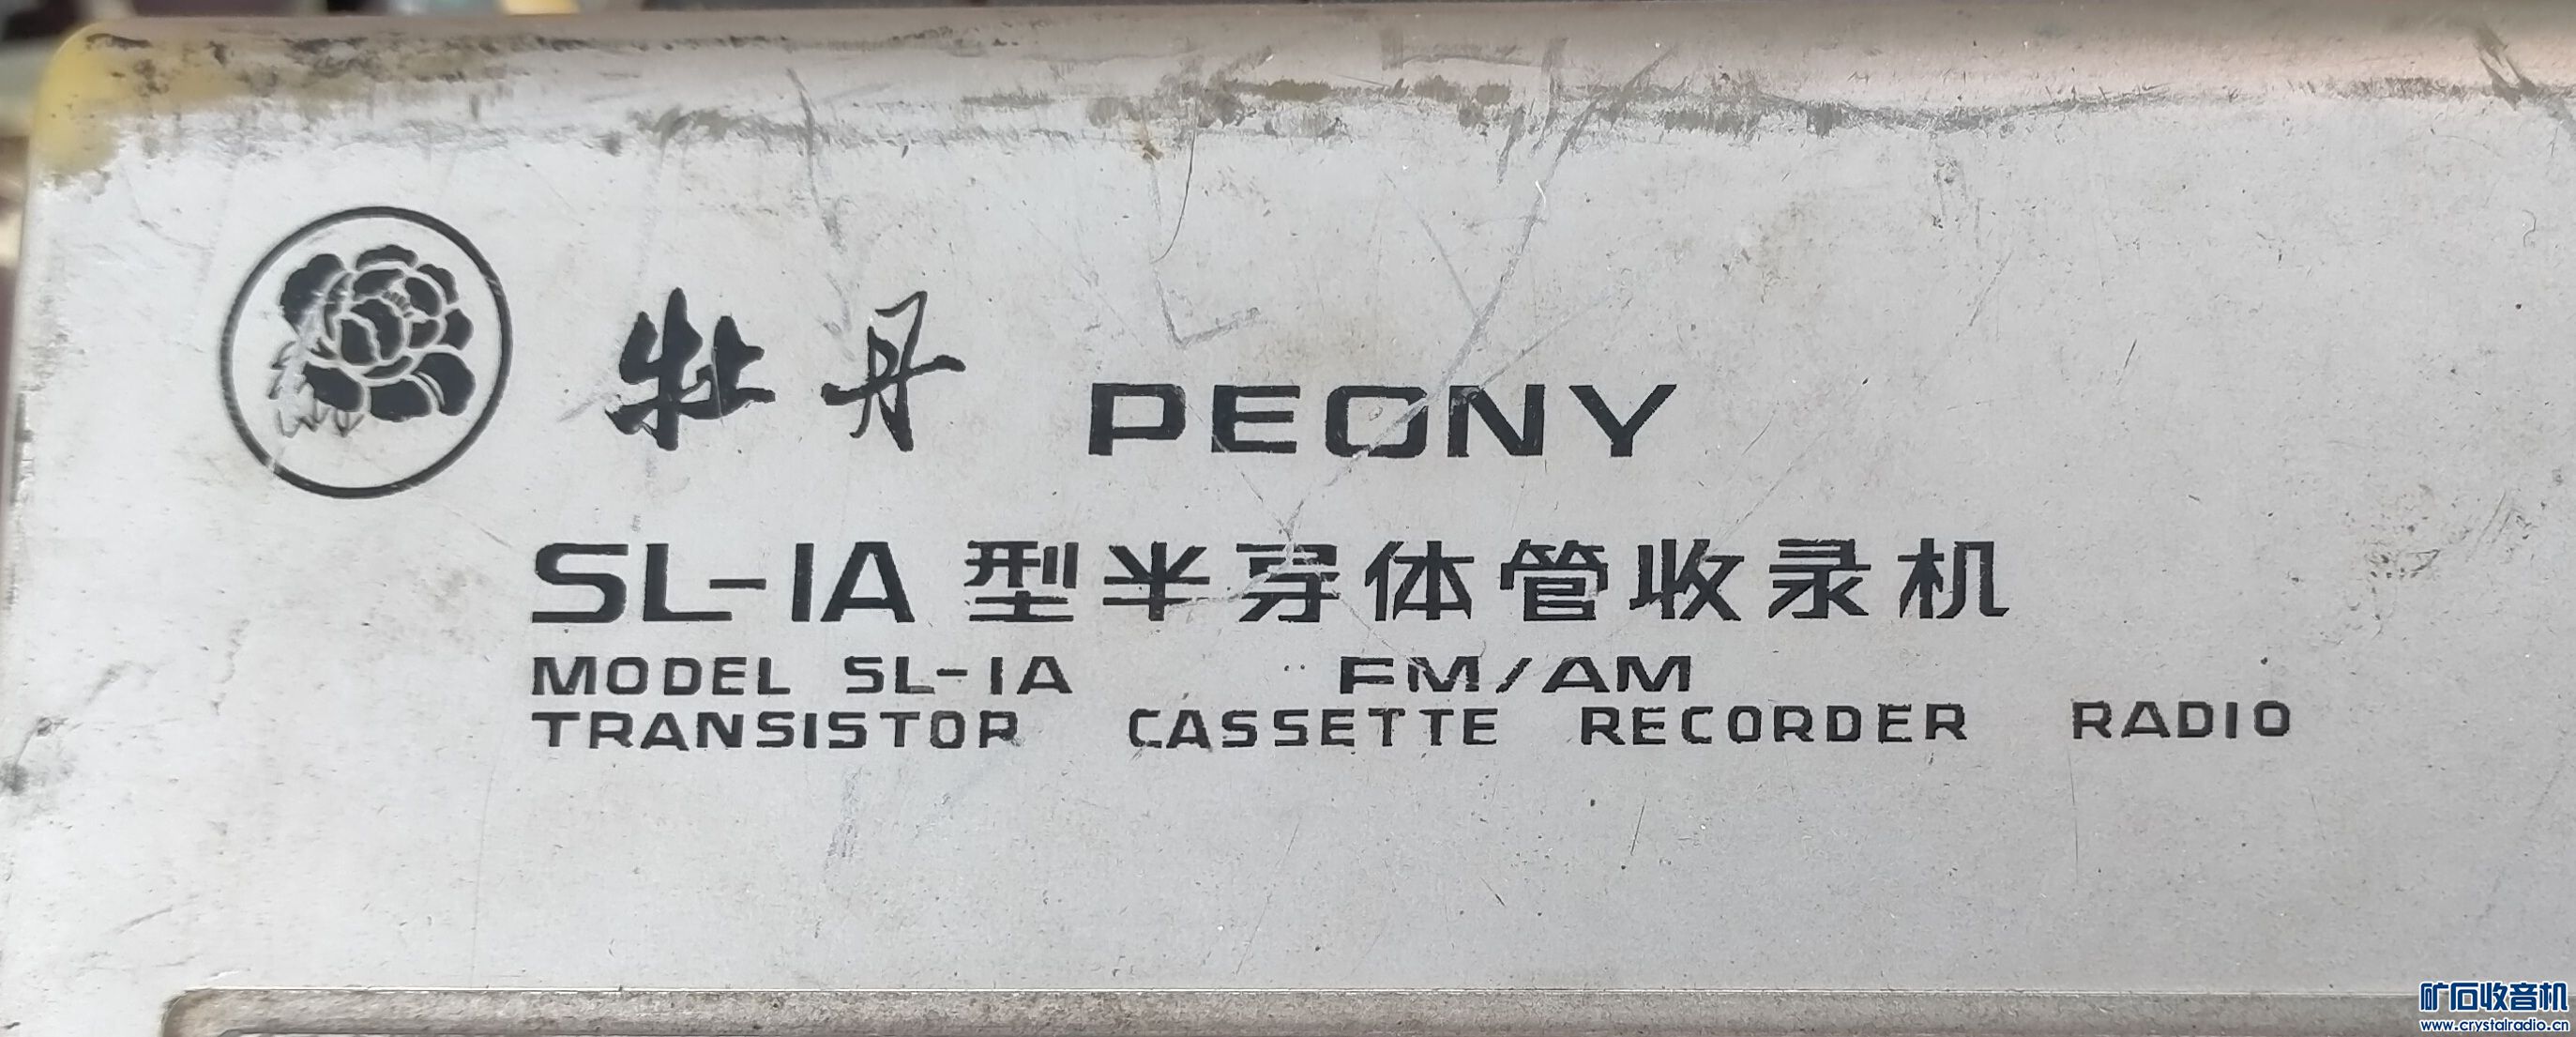 牡丹 PEONY
SL-1A 型半导体管收录机
MODEL SL-1A FM/AM
TRANSISTOR CASSETTE RECORDER RADIO
矿石收音机
www.crystalradio.cn